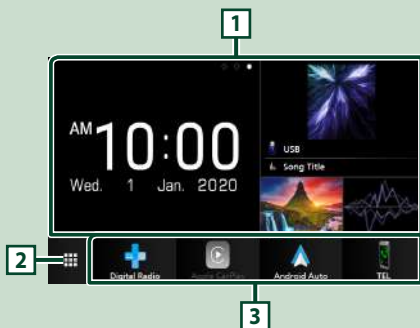 1
AM 10:00
Wed. 1 Jan. 2020
USB
Song Title
2
Digital Radio
Apple CarPlay
Android Auto
TEL
3